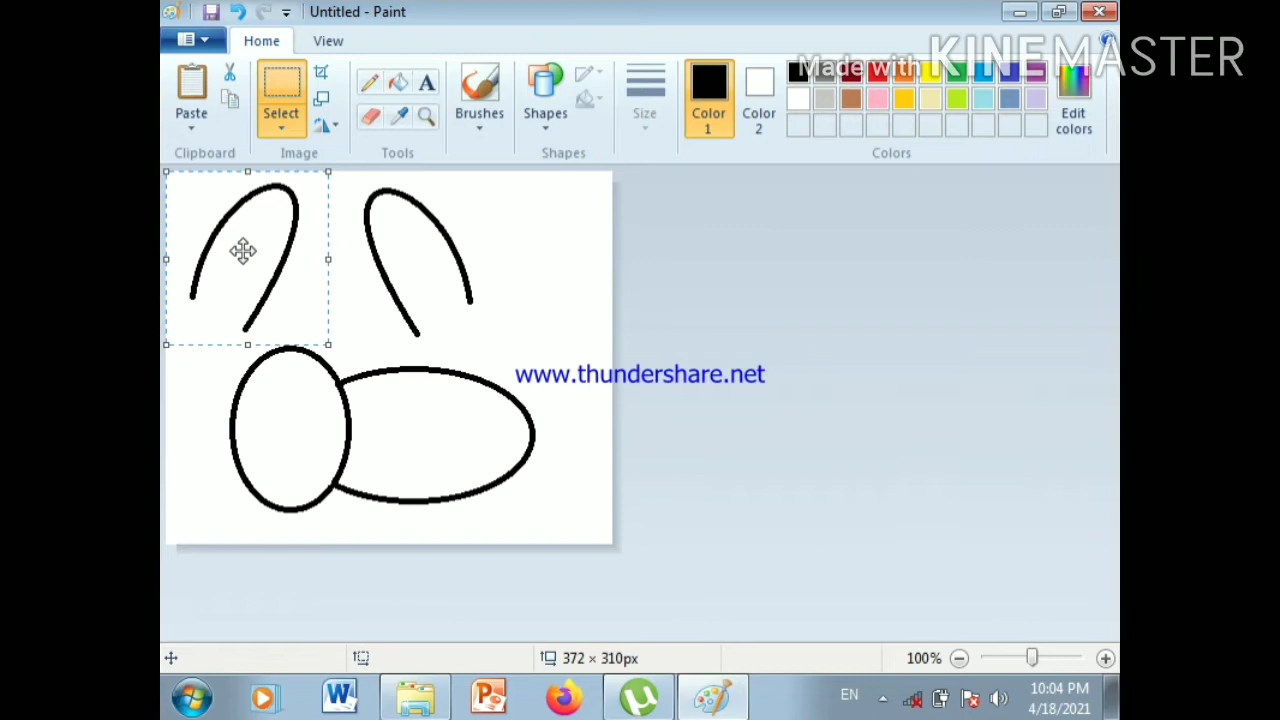 Untitled - Paint
Home
View
Made with KINEMASTER
Paste
Select
Brushes
Shapes
Size
Color 1
Color 2
Edit colors
Clipboard
Image
Tools
Shapes
Colors
www.thundershare.net
372 × 310px
100%
EN
10:04 PM
4/18/2021